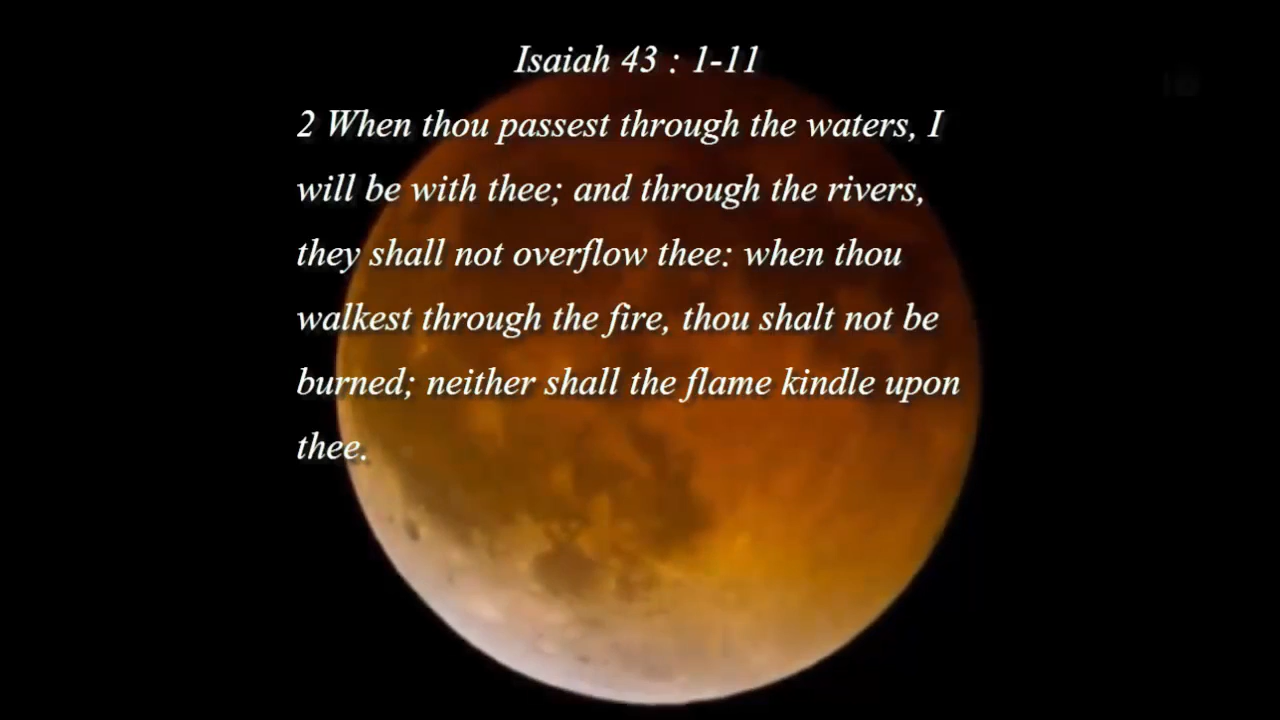 Isaiah 43 : 1-11
2 When thou passest through the waters, I
will be with thee; and through the rivers,
they shall not overflow thee: when thou
walkest through the fire, thou shalt not be
burned; neither shall the flame kindle upon
thee.